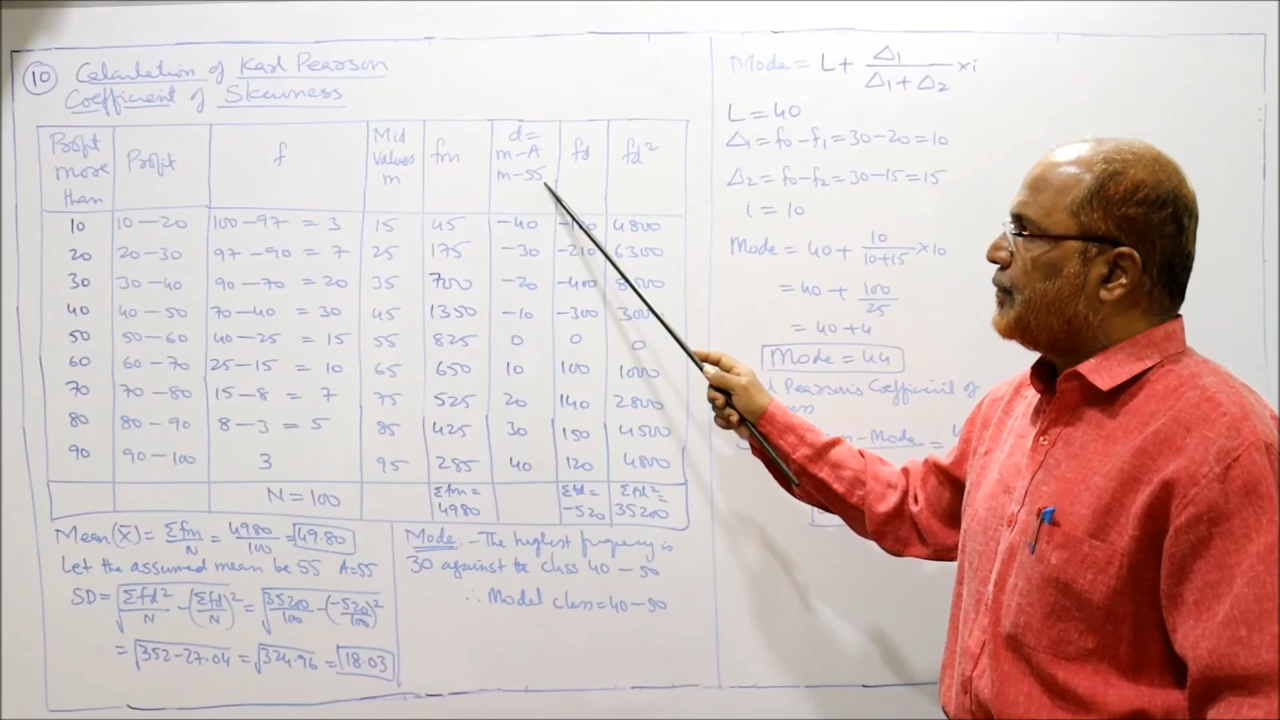 10 Calculation of Karl Pearson
Coefficient of Skewness
Profit more than | Profit | f | Mid Values m | fm | d= m-A m-55 | fd | fd²
10 | 10-20 | 100-97 = 3 | 15 | 45 | -40 | | 4800
20 | 20-30 | 97-90 = 7 | 25 | 175 | -30 | -210 | 6300
30 | 30-40 | 90-70 = 20 | 35 | 700 | -20 | -400 |
40 | 40-50 | 70-40 = 30 | 45 | 1350 | -10 | -300 |
50 | 50-60 | 40-25 = 15 | 55 | 825 | 0 | 0 | 0
60 | 60-70 | 25-15 = 10 | 65 | 650 | 10 | 100 | 1000
70 | 70-80 | 15-8 = 7 | 75 | 525 | 20 | 140 | 2800
80 | 80-90 | 8-3 = 5 | 85 | 425 | 30 | 150 | 4500
90 | 90-100 | 3 | 95 | 285 | 40 | 120 | 4800
N = 100 | Σfm = 4980 | Σfd = -520 | Σfd² = 35200
Mean (x̄) = Σfm/N = 4980/100 = 49.80
Let the assumed mean be 55 A=55
SD = √(Σfd²/N - (Σfd/N)²) = √(35200/100 - (-520/100)²)
= √(352-27.04) = √324.96 = 18.03
Mode:- The highest frequency is
30 against the class 40-50
∴ Model class = 40-50
Mode = L + Δ1/(Δ1+Δ2) × i
L = 40
Δ1 = f0-f1 = 30-20 = 10
Δ2 = f0-f2 = 30-15 = 15
i = 10
Mode = 40 + 10/(10+15) × 10
= 40 + 100/25
= 40+4
Mode = 44
Pearson's Coefficient of
-Mode =